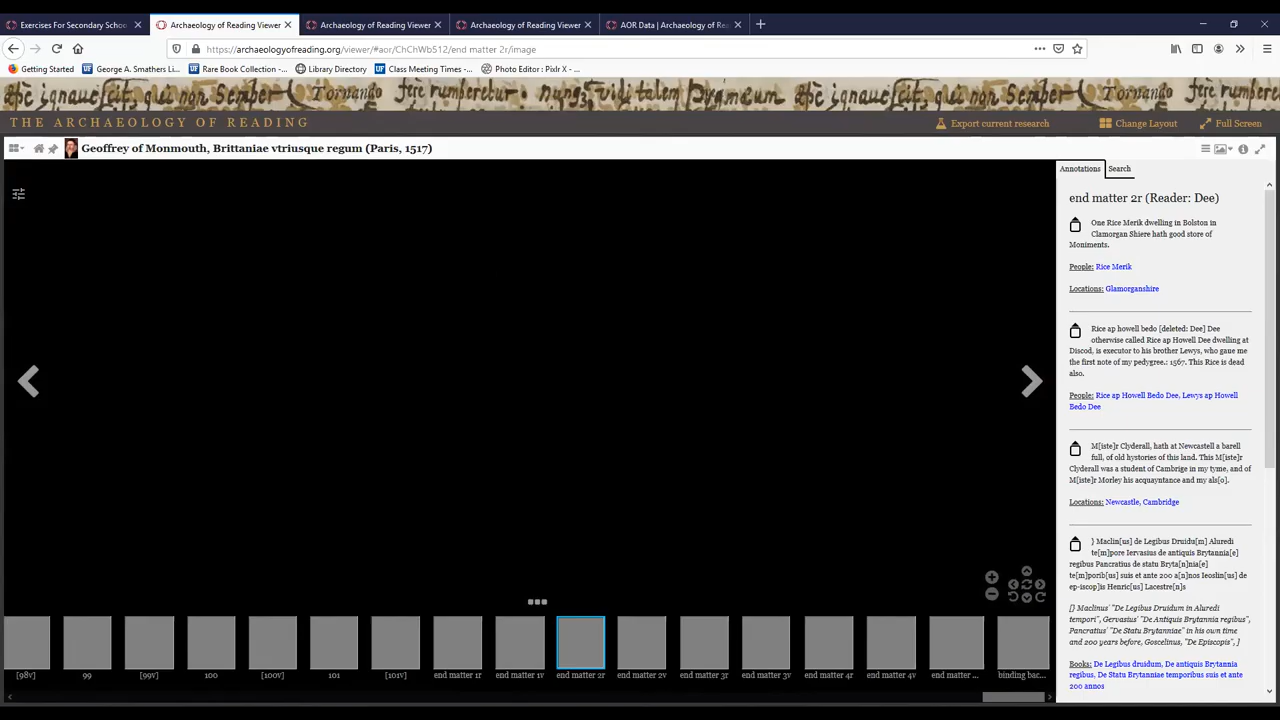 Exercises For Secondary Schoo
Archaeology of Reading Viewer
Archaeology of Reading Viewer
Archaeology of Reading Viewer
AOR Data | Archaeology of Re
https://archaeologyofreading.org/viewer/#aor/ChChWb512/end matter 2r/image
Getting Started
George A. Smathers Li...
Rare Book Collection -...
Library Directory
Class Meeting Times -...
Photo Editor : Pixlr X - ...
THE ARCHAEOLOGY OF READING
Export current research
Change Layout
Full Screen
Geoffrey of Monmouth, Brittaniae vtriusque regum (Paris, 1517)
Annotations
Search
end matter 2r (Reader: Dee)
One Rice Merik dwelling in Bolston in
Clamorgan Shiere hath good store of
Moniments.
People: Rice Merik
Locations: Glamorganshire
Rice ap howell bedo [deleted: Dee] Dee
otherwise called Rice ap Howell Dee dwelling at
Discod, is executor to his brother Lewys, who gaue me
the first note of my pedygree.: 1567. This Rice is dead
also.
People: Rice ap Howell Bedo Dee, Lewys ap Howell
Bedo Dee
M[iste]r Clyderall, hath at Newcastell a barell
full, of old hystories of this land. This M[iste]r
Clyderall was a student of Cambrige in my tyme, and of
M[iste]r Morley his acquayntance and my als[o].
Locations: Newcastle, Cambridge
} Maclin[us] de Legibus Druidu[m] Aluredi
te[m]pore Iervasius de antiquis Brytannia[e]
regibus Pancratius de statu Bryta[n]nia[e]
te[m]porib[us] suis et ante 200 a[n]nos Ieoslin[us] de
ep-iscop]is Henric[us] Lacestre[n]s
[}] Maclinus' "De Legibus Druidum in Aluredi
tempori", Gervasius' "De Antiquis Brytannia regibus",
Pancratius' "De Statu Brytanniae" in his own time
and 200 years before, Goscelinus, "De Episcopis", ]
Books: De Legibus druidum, De antiquis Brytannia
regibus, De Statu Brytanniae temporibus suis et ante
200 annos
[98v]
99
[99v]
100
[100v]
101
[101v]
end matter 1r
end matter 1v
end matter 2r
end matter 2v
end matter 3r
end matter 3v
end matter 4r
end matter 4v
end matter ...
binding bac...